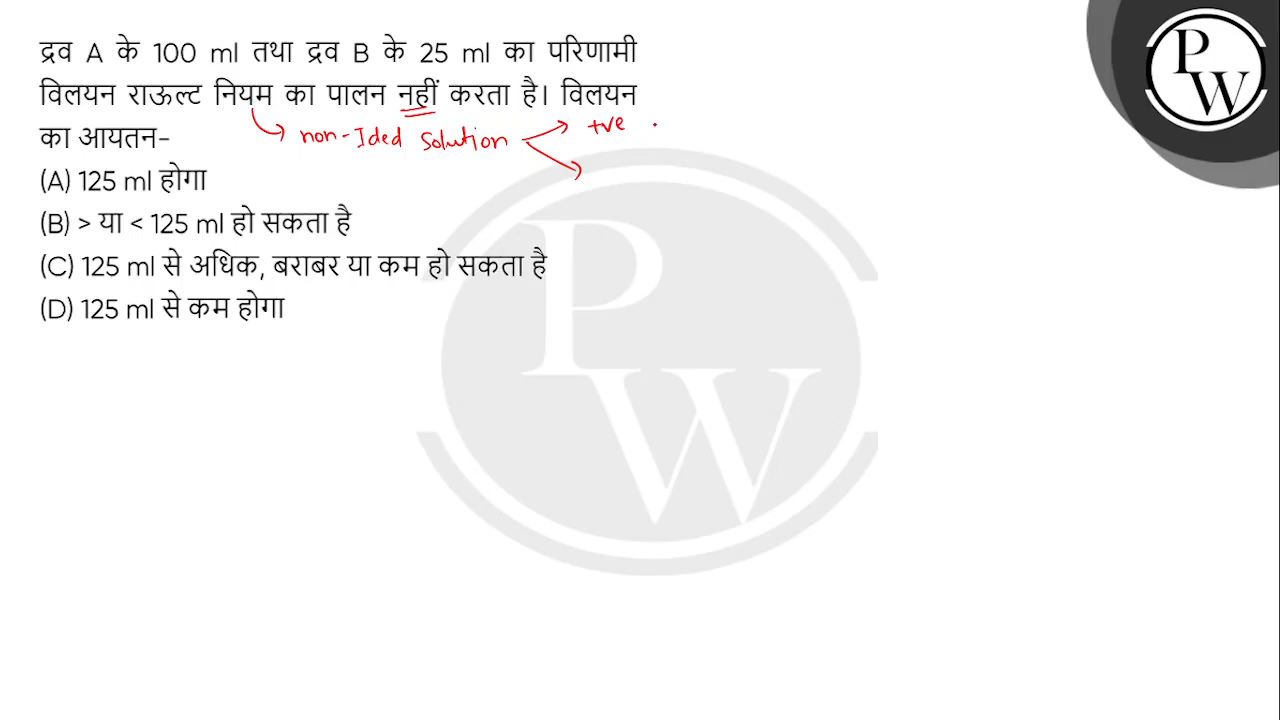 द्रव A के 100 ml तथा द्रव B के 25 ml का परिणामी
विलयन राऊल्ट नियम का पालन नहीं करता है। विलयन
का आयतन-
non-Ided solution
+ve
(A) 125 ml होगा
(B) > या < 125 ml हो सकता है
(C) 125 ml से अधिक, बराबर या कम हो सकता है
(D) 125 ml से कम होगा
P
W
P
W